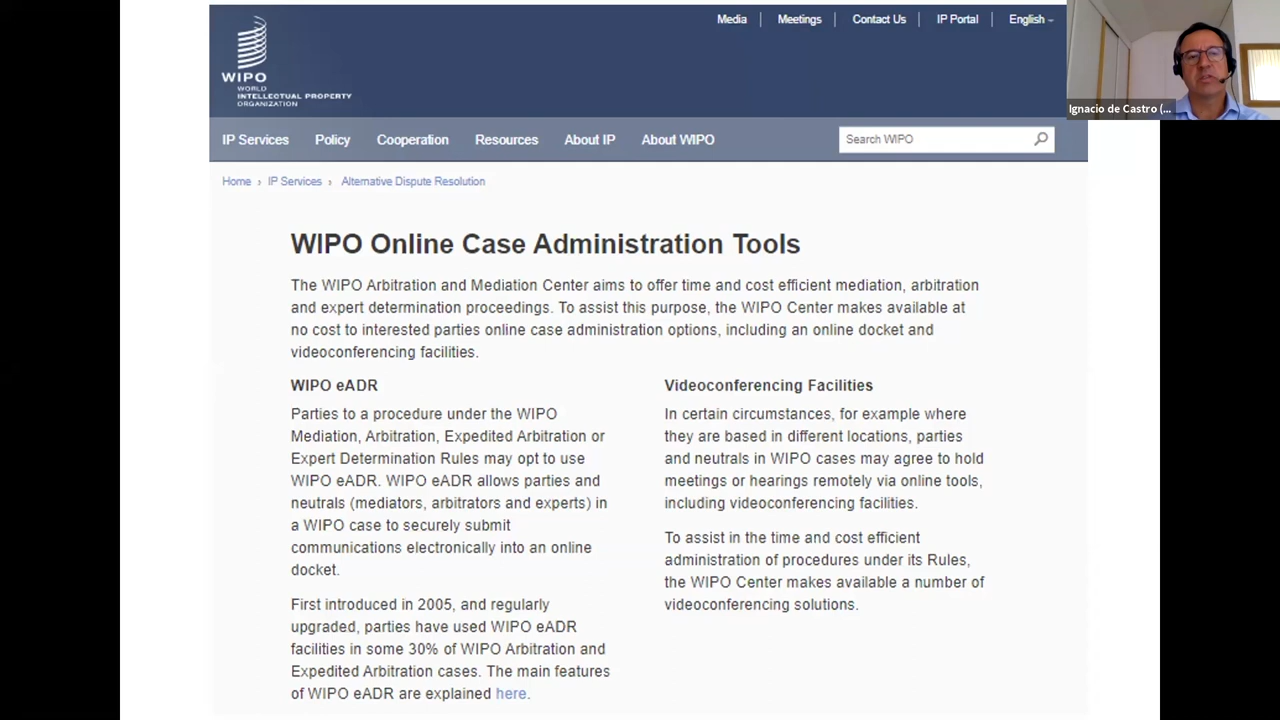 Media
Meetings
Contact Us
IP Portal
English
Ignacio de Castro (...
WIPO
WORLD
INTELLECTUAL PROPERTY
ORGANIZATION
IP Services
Policy
Cooperation
Resources
About IP
About WIPO
Search WIPO
Home › IP Services › Alternative Dispute Resolution
WIPO Online Case Administration Tools
The WIPO Arbitration and Mediation Center aims to offer time and cost efficient mediation, arbitration
and expert determination proceedings. To assist this purpose, the WIPO Center makes available at
no cost to interested parties online case administration options, including an online docket and
videoconferencing facilities.
WIPO eADR
Parties to a procedure under the WIPO
Mediation, Arbitration, Expedited Arbitration or
Expert Determination Rules may opt to use
WIPO eADR. WIPO eADR allows parties and
neutrals (mediators, arbitrators and experts) in
a WIPO case to securely submit
communications electronically into an online
docket.
First introduced in 2005, and regularly
upgraded, parties have used WIPO eADR
facilities in some 30% of WIPO Arbitration and
Expedited Arbitration cases. The main features
of WIPO eADR are explained here.
Videoconferencing Facilities
In certain circumstances, for example where
they are based in different locations, parties
and neutrals in WIPO cases may agree to hold
meetings or hearings remotely via online tools,
including videoconferencing facilities.
To assist in the time and cost efficient
administration of procedures under its Rules,
the WIPO Center makes available a number of
videoconferencing solutions.